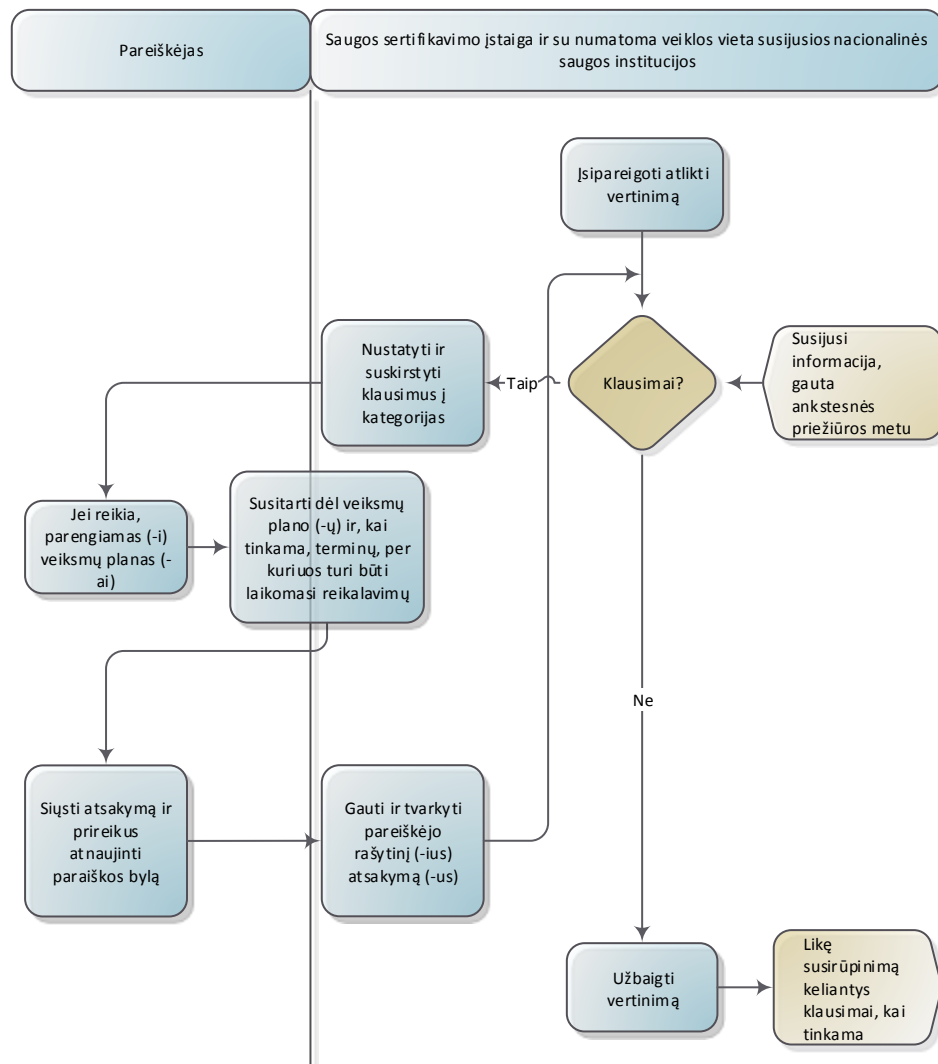 Pareiškėjas
Saugos sertifikavimo įstaiga ir su numatoma veiklos vieta susijusios nacionalinės
saugos institucijos
Įsipareigoti atlikti
vertinimą
Nustatyti ir
suskirstyti
klausimus į
kategorijas
Taip
Klausimai?
Susijusi
informacija,
gauta
ankstesnės
priežiūros metu
Jei reikia,
parengiamas (-i)
veiksmų planas (-
ai)
Susitarti dėl veiksmų
plano (-ų) ir, kai
tinkama, terminų, per
kuriuos turi būti
laikomasi reikalavimų
Ne
Siųsti atsakymą ir
prireikus
atnaujinti
paraiškos bylą
Gauti ir tvarkyti
pareiškėjo
rašytinį (-ius)
atsakymą (-us)
Užbaigti
vertinimą
Likę
susirūpinimą
keliantys
klausimai, kai
tinkama